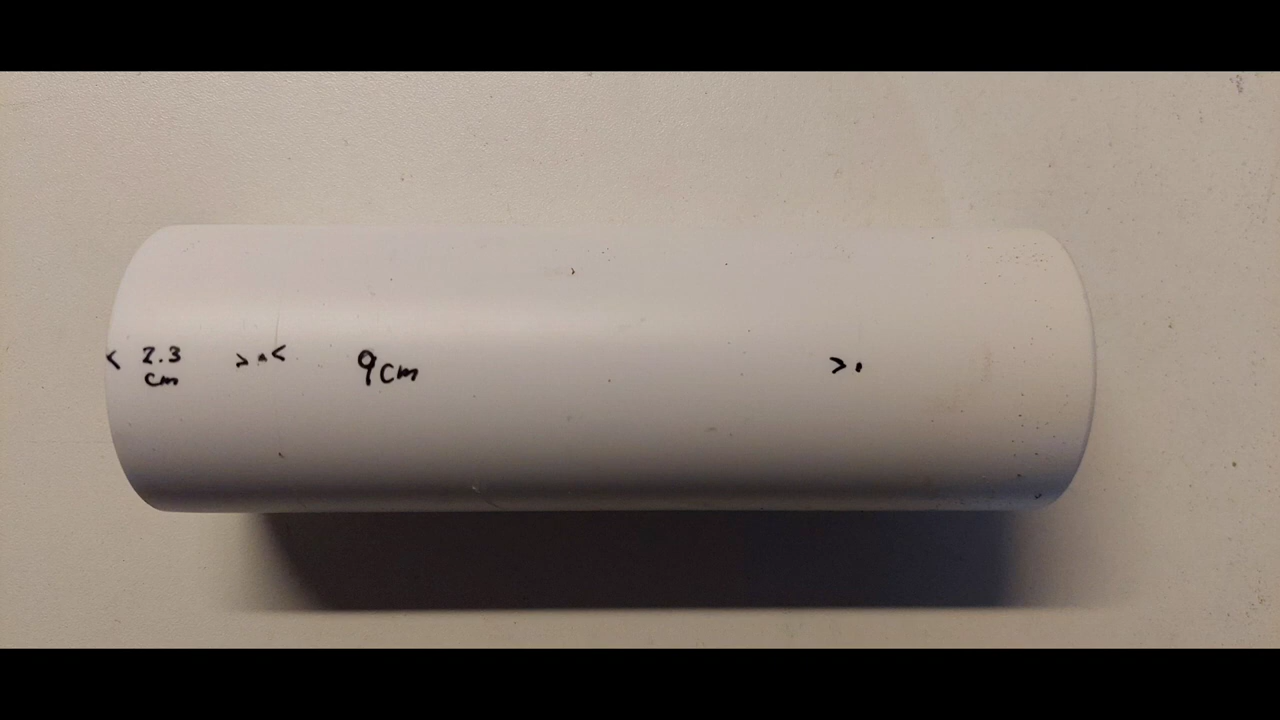 < 2.3 > • < 9cm > •
cm